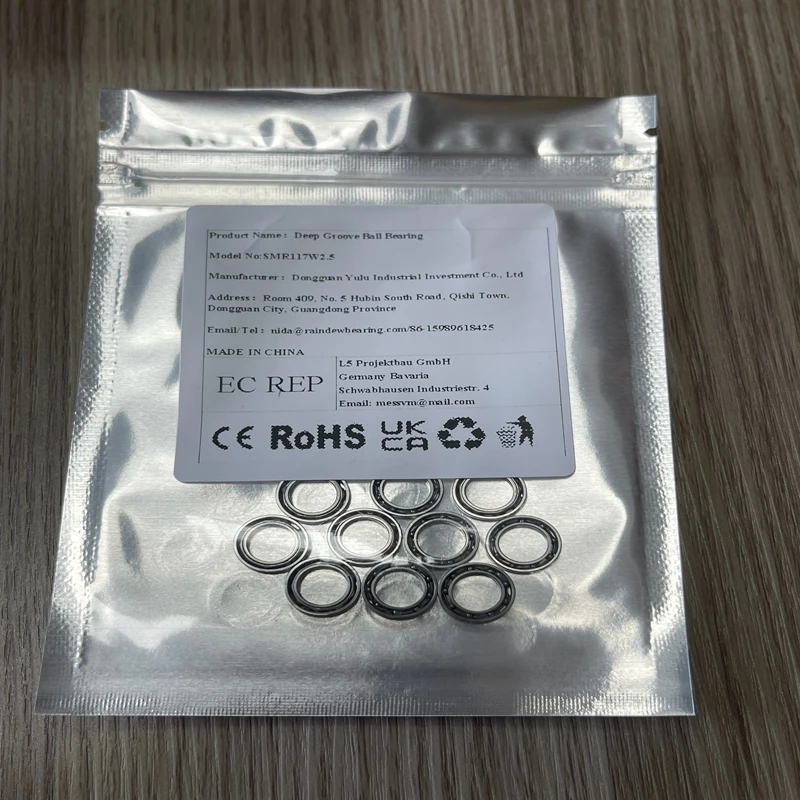 Product Name: Deep Groove Ball Bearing
Model No:SMR117W2.5
Manufacturer: Dongguan Yulu Industrial Investment Co., Ltd
Address: Room 409, No. 5 Hubin South Road, Qishi Town,
Dongguan City, Guangdong Province
Email/Tel: nida@raindewbearing.com/86-15989618425
MADE IN CHINA
EC REP
L5 Projektbau GmbH
Germany Bavaria
Schwabhausen Industriestr. 4
Email: messvm@mail.com
CE RoHS UK
CA